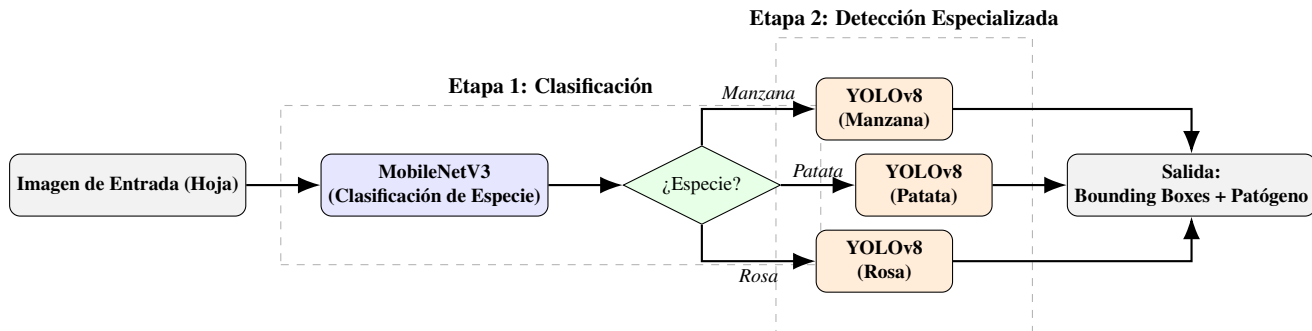 Etapa 2: Detección Especializada
Etapa 1: Clasificación
Manzana
YOLOv8
(Manzana)
Imagen de Entrada (Hoja)
MobileNetV3
(Clasificación de Especie)
¿Especie?
Patata
YOLOv8
(Patata)
Salida:
Bounding Boxes + Patógeno
Rosa
YOLOv8
(Rosa)